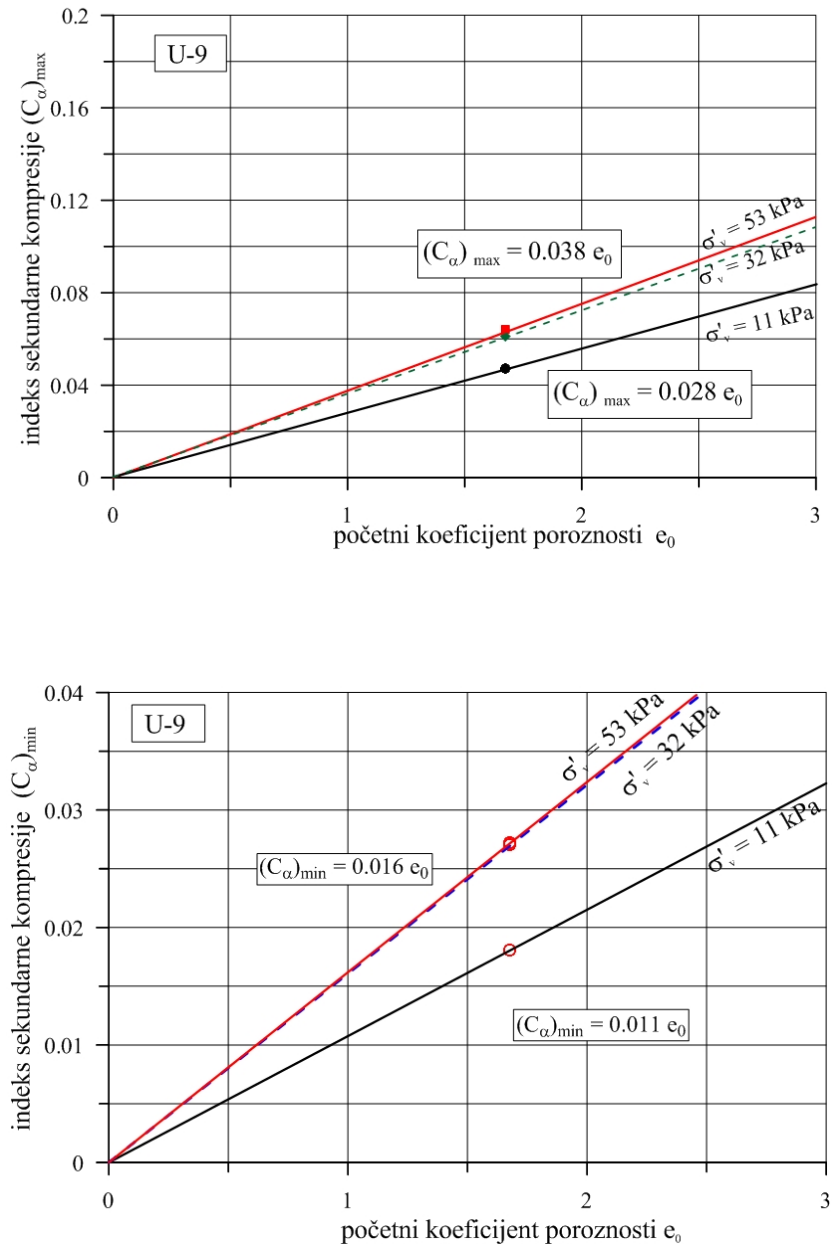 0.2
U-9
0.16
indeks sekundarne kompresije (Cα)max
0.12
σ'v = 53 kPa
(Cα) max = 0.038 e0
σ'v = 32 kPa
0.08
σ'v = 11 kPa
0.04
(Cα) max = 0.028 e0
0
0 1 2 3
početni koeficijent poroznosti e0
0.04
U-9
σ'v = 53 kPa
σ'v = 32 kPa
indeks sekundarne kompresije (Cα)min
0.03
σ'v = 11 kPa
(Cα)min = 0.016 e0
0.02
(Cα)min = 0.011 e0
0.01
0
0 1 2 3
početni koeficijent poroznosti e0